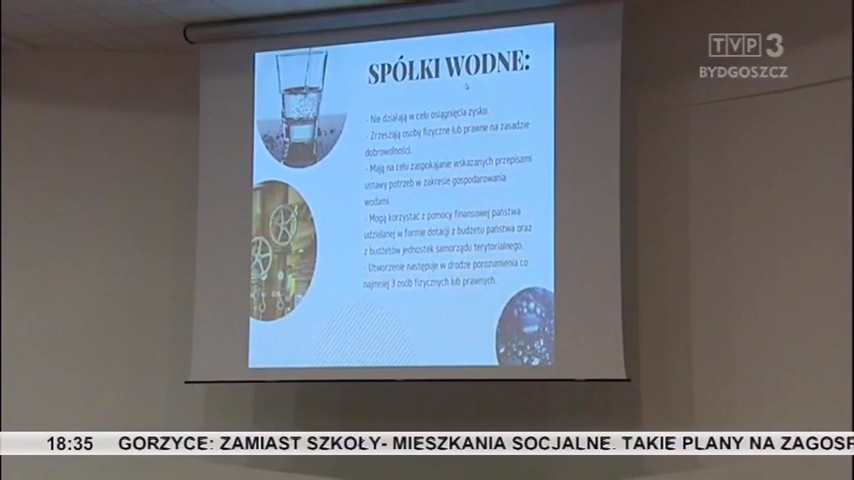 TVP3
BYDGOSZCZ
SPÓŁKI WODNE:
- Nie działają w celu osiągnięcia zysku.
- Zrzeszają osoby fizyczne lub prawne na zasadzie
dobrowolności.
- Mają na celu zaspokajanie wskazanych przepisami
ustawy potrzeb w zakresie gospodarowania
wodami.
- Mogą korzystać z pomocy finansowej państwa
udzielanej w formie dotacji z budżetu państwa oraz
z budżetów jednostek samorządu terytorialnego.
- Utworzenie następuje w drodze porozumienia co
najmniej 3 osób fizycznych lub prawnych.
18:35 GORZYCE: ZAMIAST SZKOŁY- MIESZKANIA SOCJALNE. TAKIE PLANY NA ZAGOSP